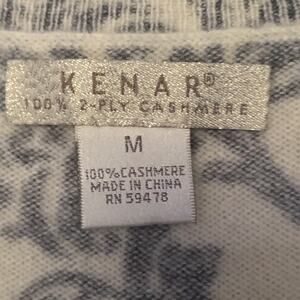 KENAR®
100% 2-PLY CASHMERE
M
100% CASHMERE
MADE IN CHINA
RN 59478